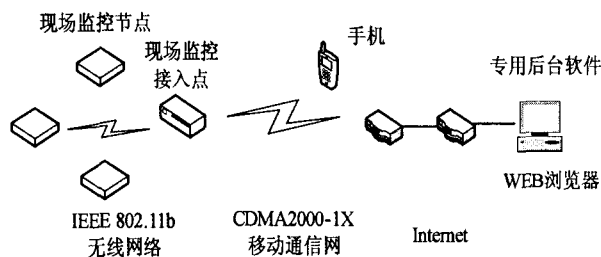 现场监控节点
现场监控
接入点
手机
专用后台软件
WEB浏览器
IEEE 802.11b
无线网络
CDMA2000-1X
移动通信网
Internet